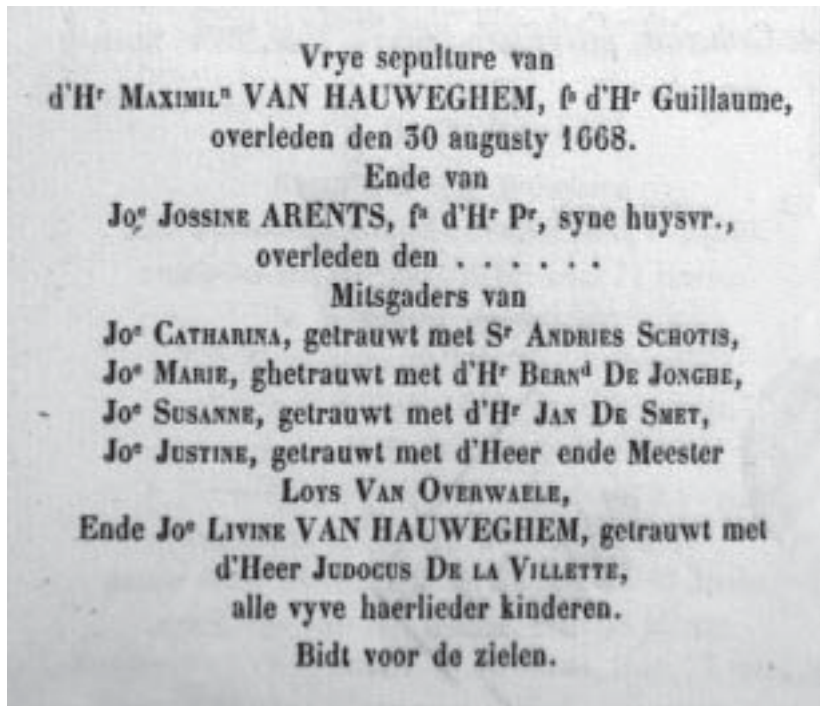 Vrye sepulture van
d'Hʳ Maximilⁿ VAN HAUWEGHEM, fˢ d'Hʳ Guillaume,
overleden den 30 augusty 1668.
Ende van
Joᵉ Jossine ARENTS, fᵃ d'Hʳ Pʳ, syne huysvr.,
overleden den . . . . . .
Mitsgaders van
Joᵉ Catharina, getrauwt met Sʳ Andries Schotis,
Joᵉ Marie, ghetrauwt met d'Hʳ Bernᵈ De Jonghe,
Joᵉ Susanne, getrauwt met d'Hʳ Jan De Smet,
Joᵉ Justine, getrauwt met d'Heer ende Meester
Loys Van Overwaele,
Ende Joᵉ Livine VAN HAUWEGHEM, getrauwt met
d'Heer Judocus De la Villette,
alle vyve haerlieder kinderen.
Bidt voor de zielen.